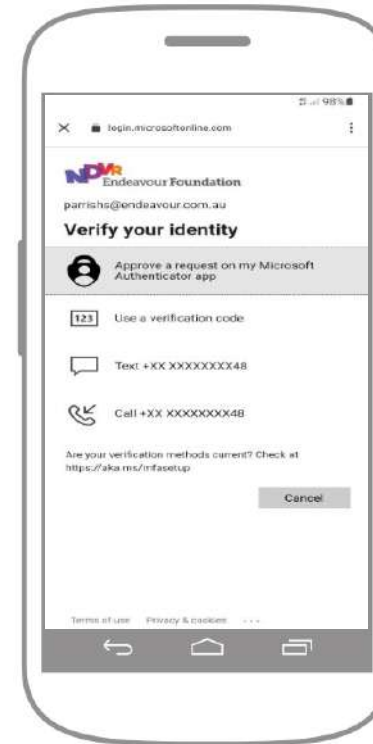 98%
login.microsoftonline.com
NDVR
Endeavour Foundation
parrishs@endeavour.com.au
Verify your identity
Approve a request on my Microsoft
Authenticator app
123 Use a verification code
Text +XX XXXXXXXX48
Call +XX XXXXXXXX48
Are your verification methods current? Check at
https://aka.ms/mfasetup
Cancel
Terms of use Privacy & cookies ...